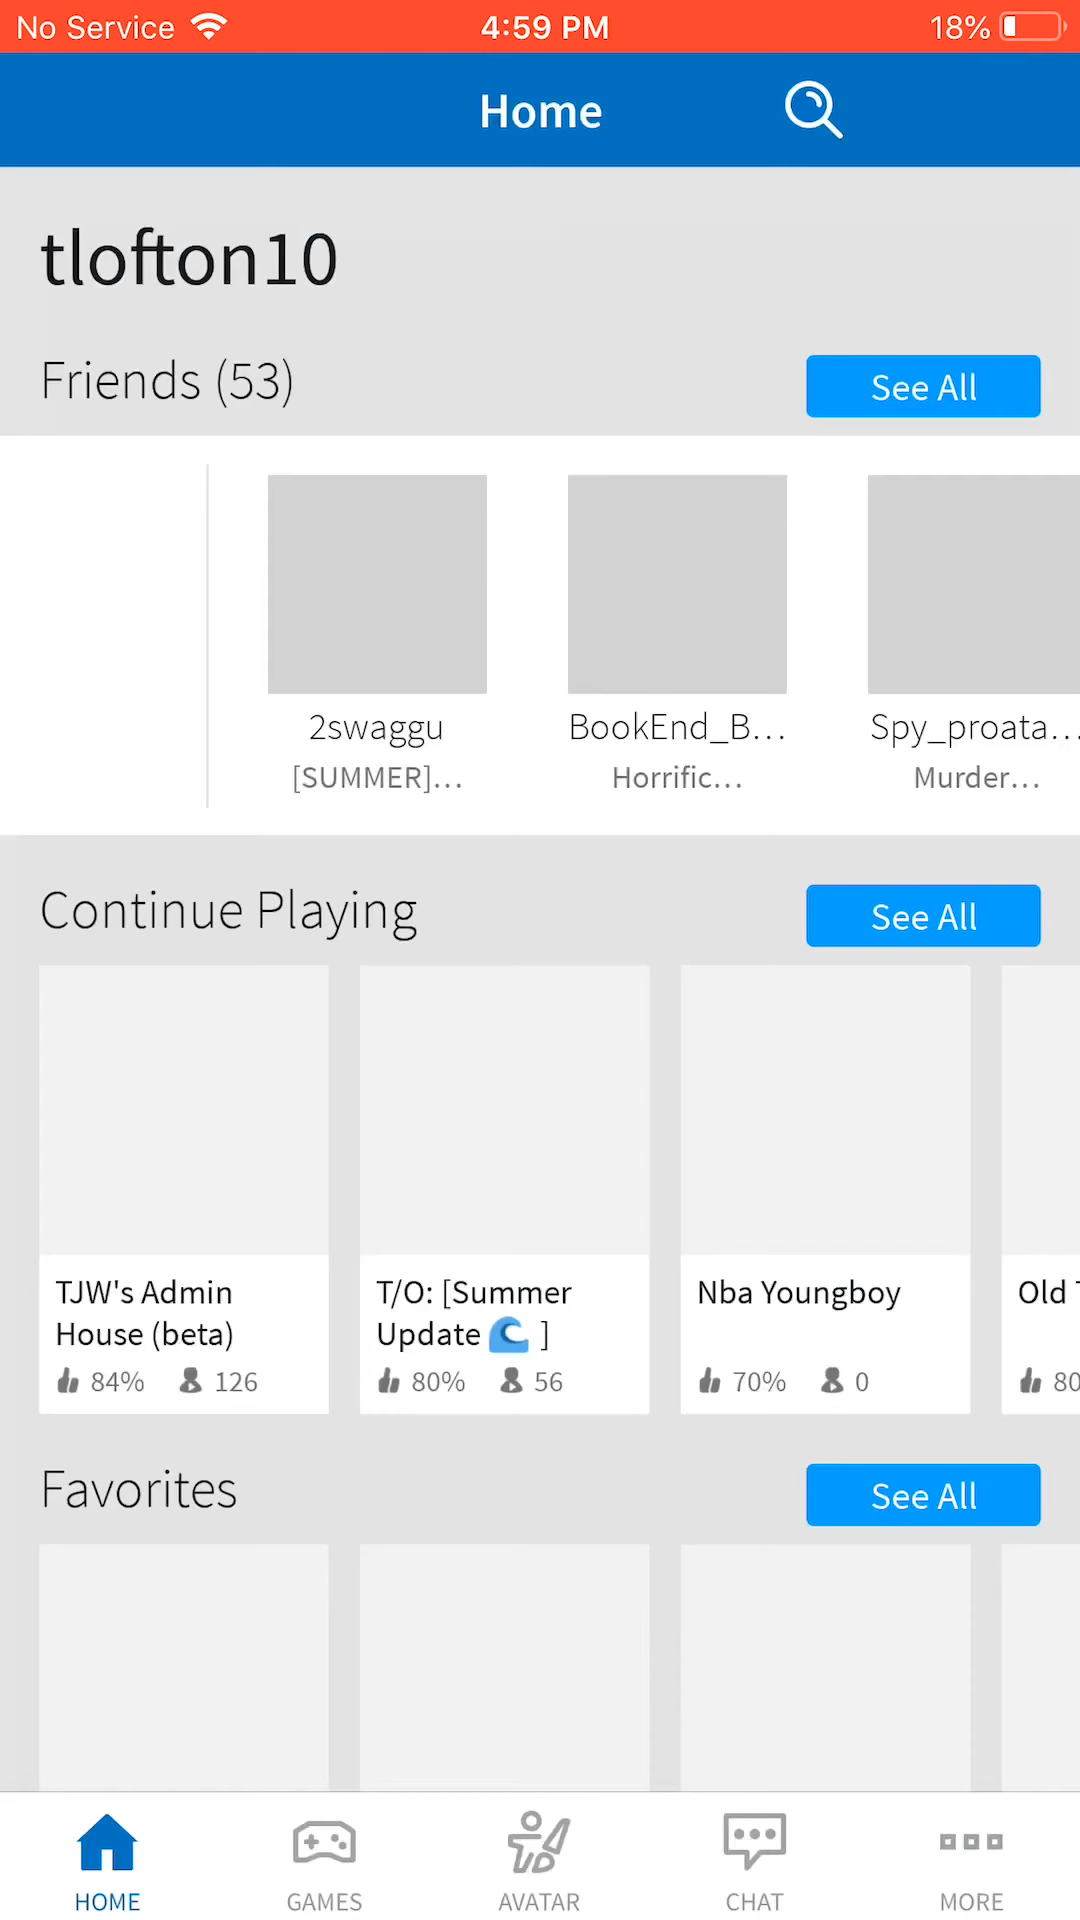 No Service 4:59 PM 18%
Home
tlofton10
Friends (53) See All
2swaggu BookEnd_B... Spy_proata...
[SUMMER]... Horrific... Murder...
Continue Playing See All
TJW's Admin T/O: [Summer Nba Youngboy Old
House (beta) Update 🌊 ]
84% 126 80% 56 70% 0 80
Favorites See All
HOME GAMES AVATAR CHAT MORE